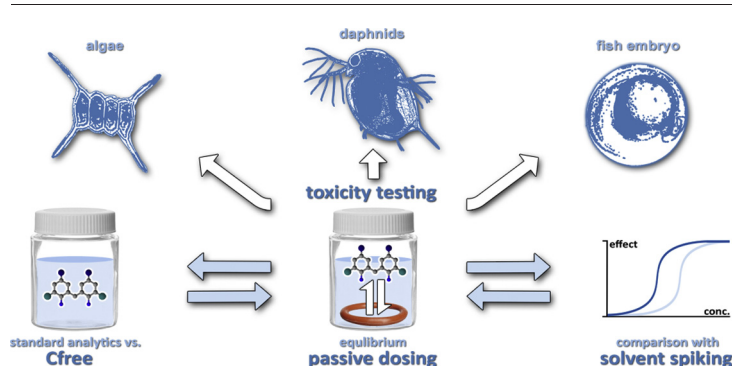 algae
daphnids
fish embryo
toxicity testing
effect
conc.
standard analytics vs.
Cfree
equlibrium
passive dosing
comparison with
solvent spiking